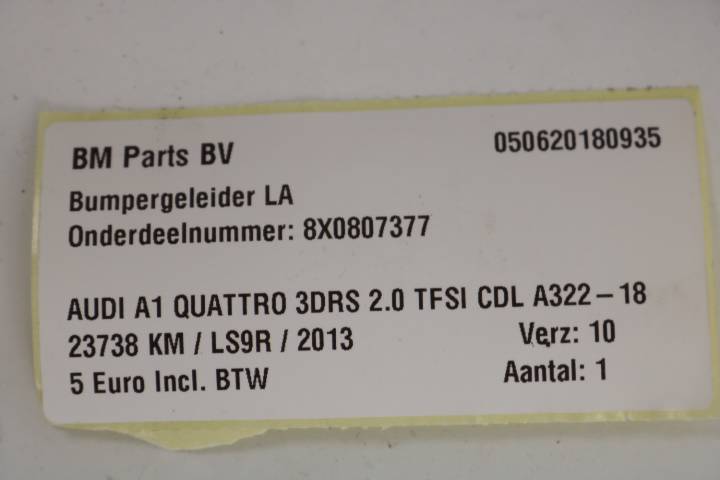 BM Parts BV 050620180935
Bumpergeleider LA
Onderdeelnummer: 8X0807377
AUDI A1 QUATTRO 3DRS 2.0 TFSI CDL A322-18
23738 KM / LS9R / 2013 Verz: 10
5 Euro Incl. BTW Aantal: 1